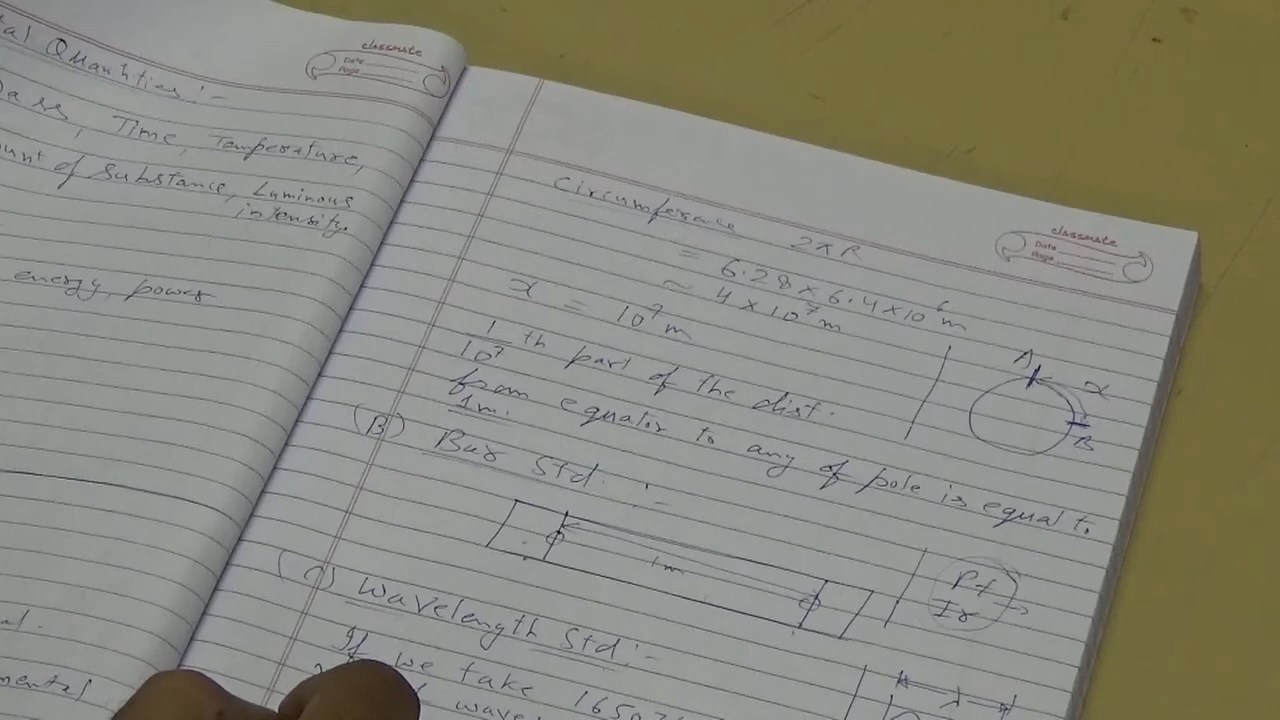 classmate
Date
Page
Quantities :-
Time, Temperature,
of Substance, Luminous
intensity.
energy, power
classmate
Date
Page
Circumference 2πR
= 6.28 × 6.4 × 10⁶ m
≈ 4 × 10⁷ m
x = 10⁷ m
1/10⁷ th part of the dist.
from equator to any of pole is equal to
1m.
A
x
B
(B) Bar Std. :-
1m
Pt
Ir
(C) Wavelength Std :-
If we take
λ